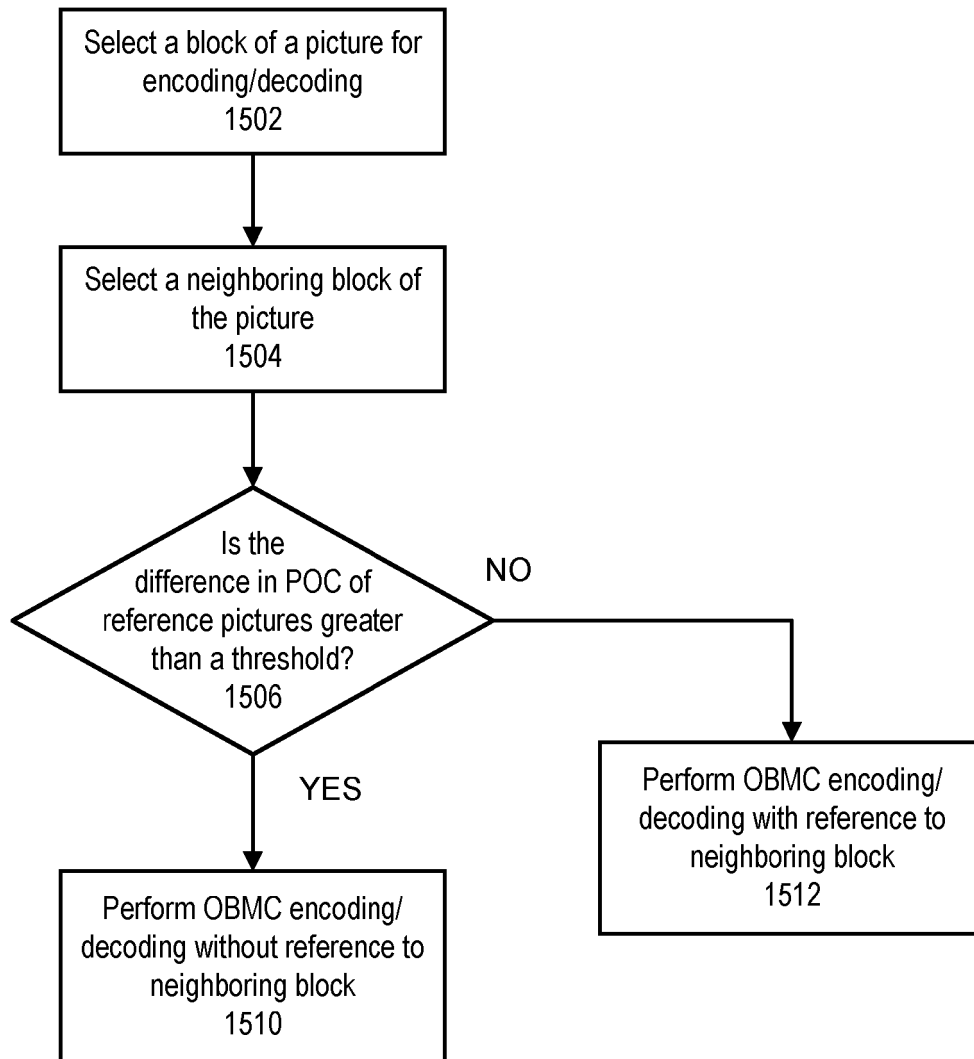 Select a block of a picture for
encoding/decoding
1502
Select a neighboring block of
the picture
1504
Is the
difference in POC of
reference pictures greater
than a threshold?
1506
NO
YES
Perform OBMC encoding/
decoding with reference to
neighboring block
1512
Perform OBMC encoding/
decoding without reference to
neighboring block
1510